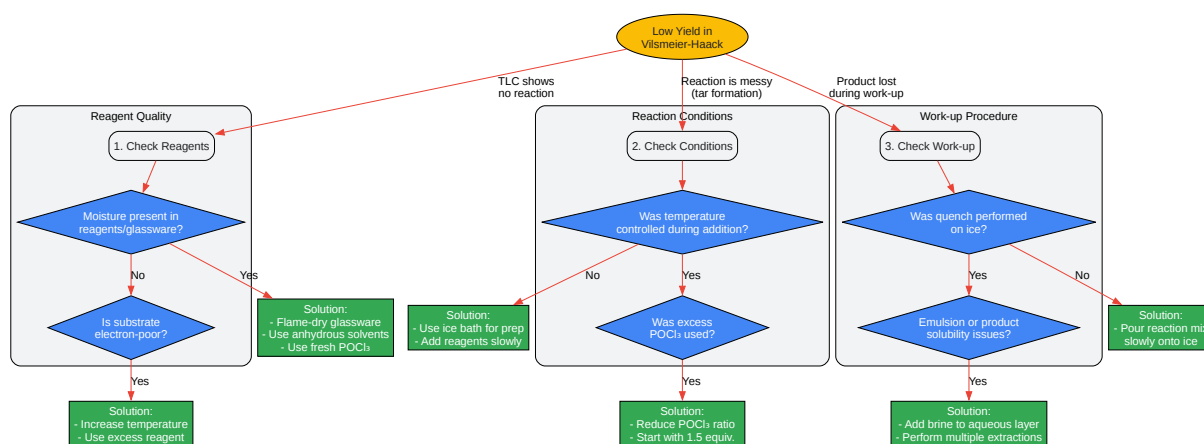 Low Yield in
Vilsmeier-Haack
TLC shows
no reaction
Reaction is messy
(tar formation)
Product lost
during work-up
Reagent Quality
Reaction Conditions
Work-up Procedure
1. Check Reagents
2. Check Conditions
3. Check Work-up
Moisture present in
reagents/glassware?
Was temperature
controlled during addition?
Was quench performed
on ice?
No
Yes
No
Yes
Yes
No
Is substrate
electron-poor?
Solution:
- Flame-dry glassware
- Use anhydrous solvents
- Use fresh POCl₃
Solution:
- Use ice bath for prep
- Add reagents slowly
Was excess
POCl₃ used?
Emulsion or product
solubility issues?
Solution:
- Pour reaction mix
slowly onto ice
Yes
Yes
Yes
Solution:
- Increase temperature
- Use excess reagent
Solution:
- Reduce POCl₃ ratio
- Start with 1.5 equiv.
Solution:
- Add brine to aqueous layer
- Perform multiple extractions